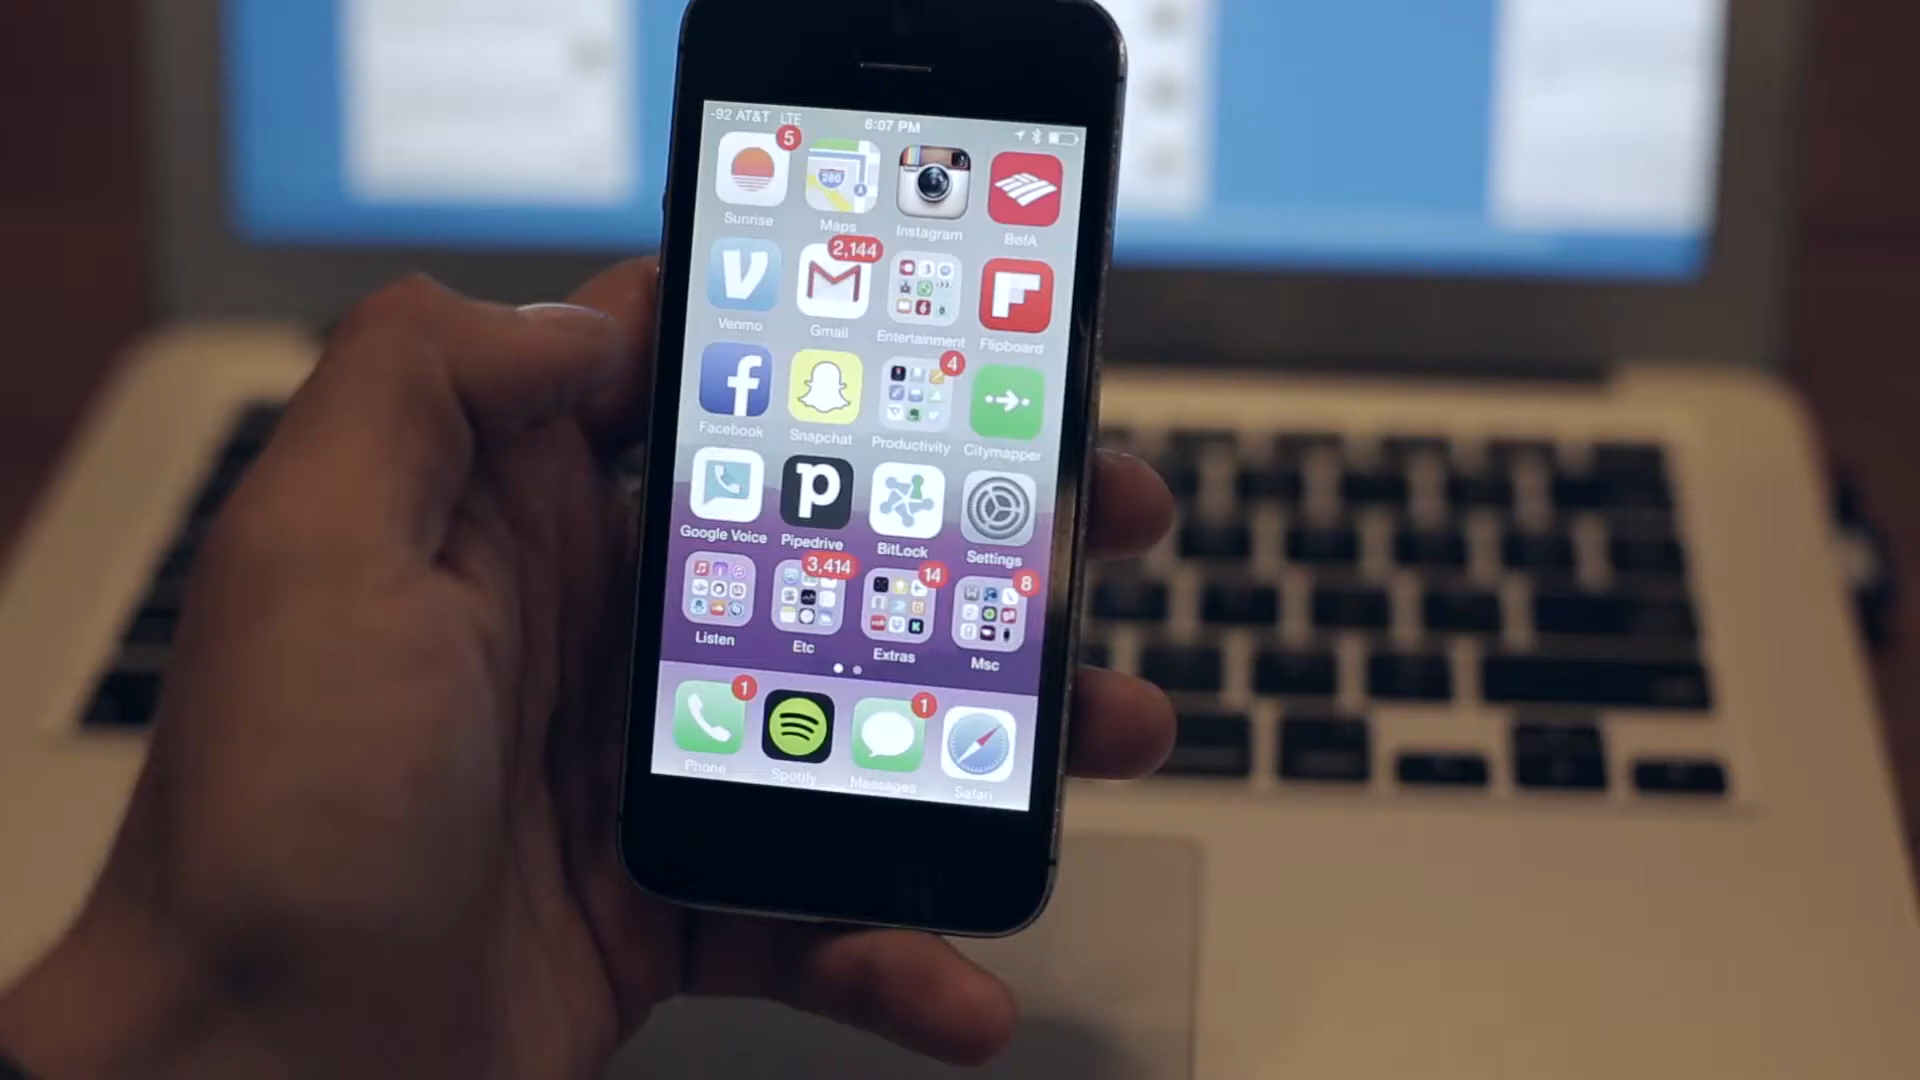 -92 AT&T LTE 6:07 PM
5
Sunrise Maps Instagram BofA
280
2,144
Venmo Gmail Entertainment Flipboard
4
Facebook Snapchat Productivity Citymapper
Google Voice Pipedrive BitLock Settings
3,414 14 8
Listen Etc Extras Msc
1 1
Phone Spotify Messages Safari